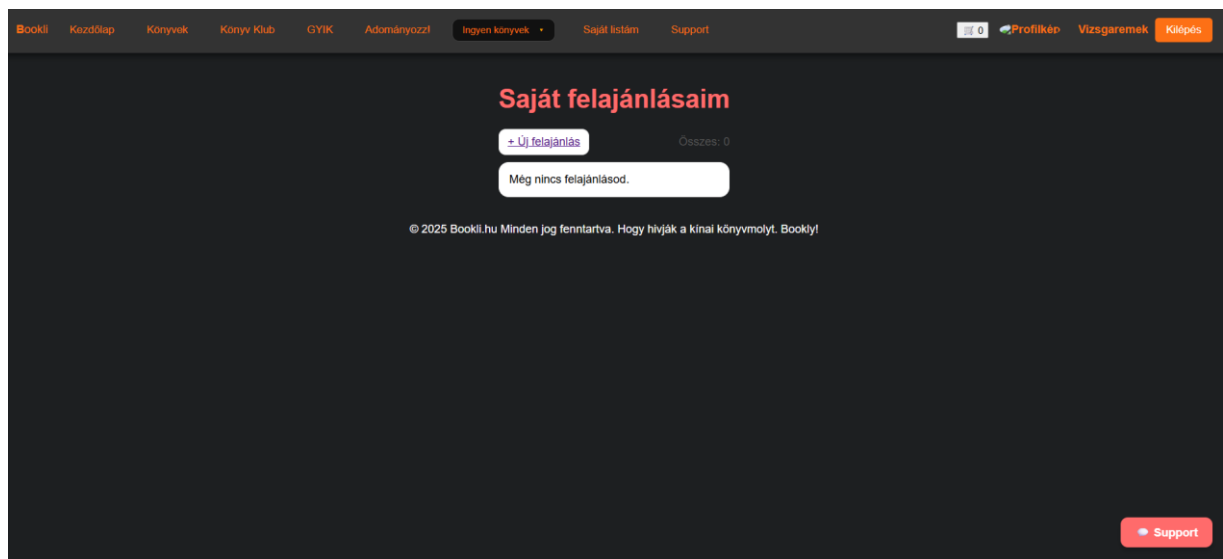 Bookli Kezdőlap Könyvek Könyv Klub GYIK Adományozz! Ingyen könyvek Saját listám Support 0 Profilkép Vizsgaremek Kilépés
Saját felajánlásaim
+ Új felajánlás Összes: 0
Még nincs felajánlásod.
© 2025 Bookli.hu Minden jog fenntartva. Hogy hívják a kínai könyvmolyt. Bookly!
Support